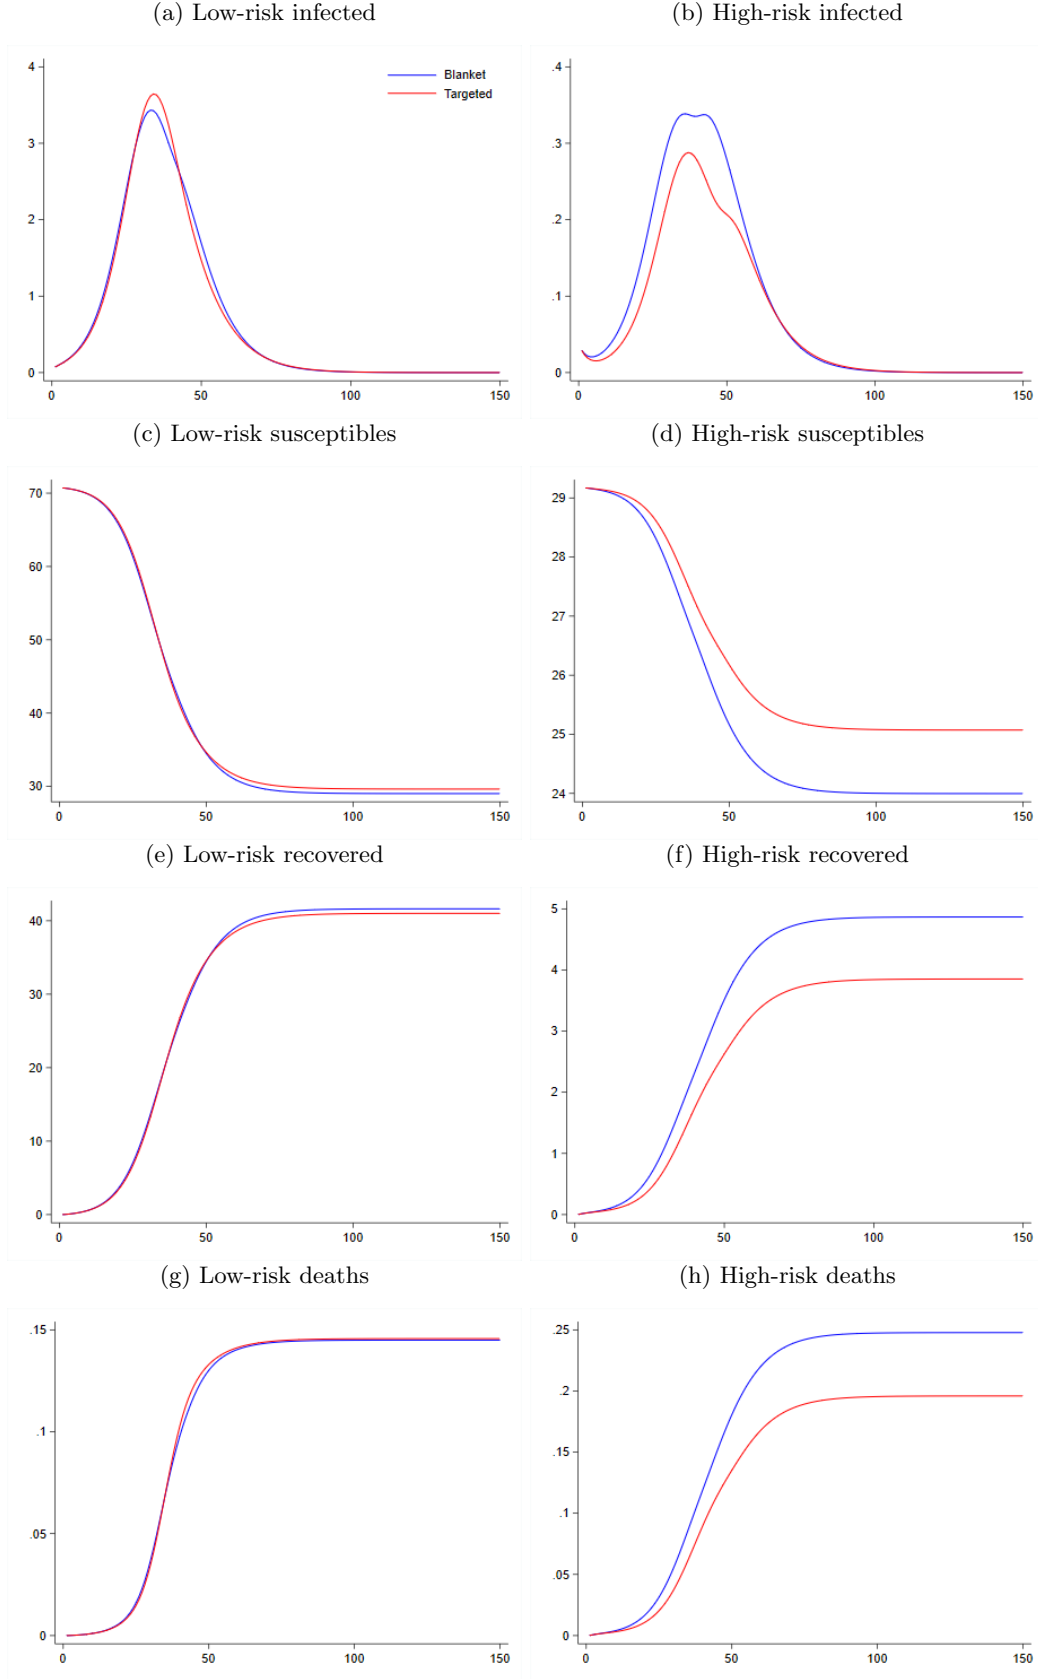 (a) Low-risk infected
4
3
2
1
0
0 50 100 150
Blanket
Targeted
(b) High-risk infected
.4
.3
.2
.1
0
0 50 100 150
(c) Low-risk susceptibles
70
60
50
40
30
0 50 100 150
(d) High-risk susceptibles
29
28
27
26
25
24
0 50 100 150
(e) Low-risk recovered
40
30
20
10
0
0 50 100 150
(f) High-risk recovered
5
4
3
2
1
0
0 50 100 150
(g) Low-risk deaths
.15
.1
.05
0
0 50 100 150
(h) High-risk deaths
.25
.2
.15
.1
.05
0
0 50 100 150